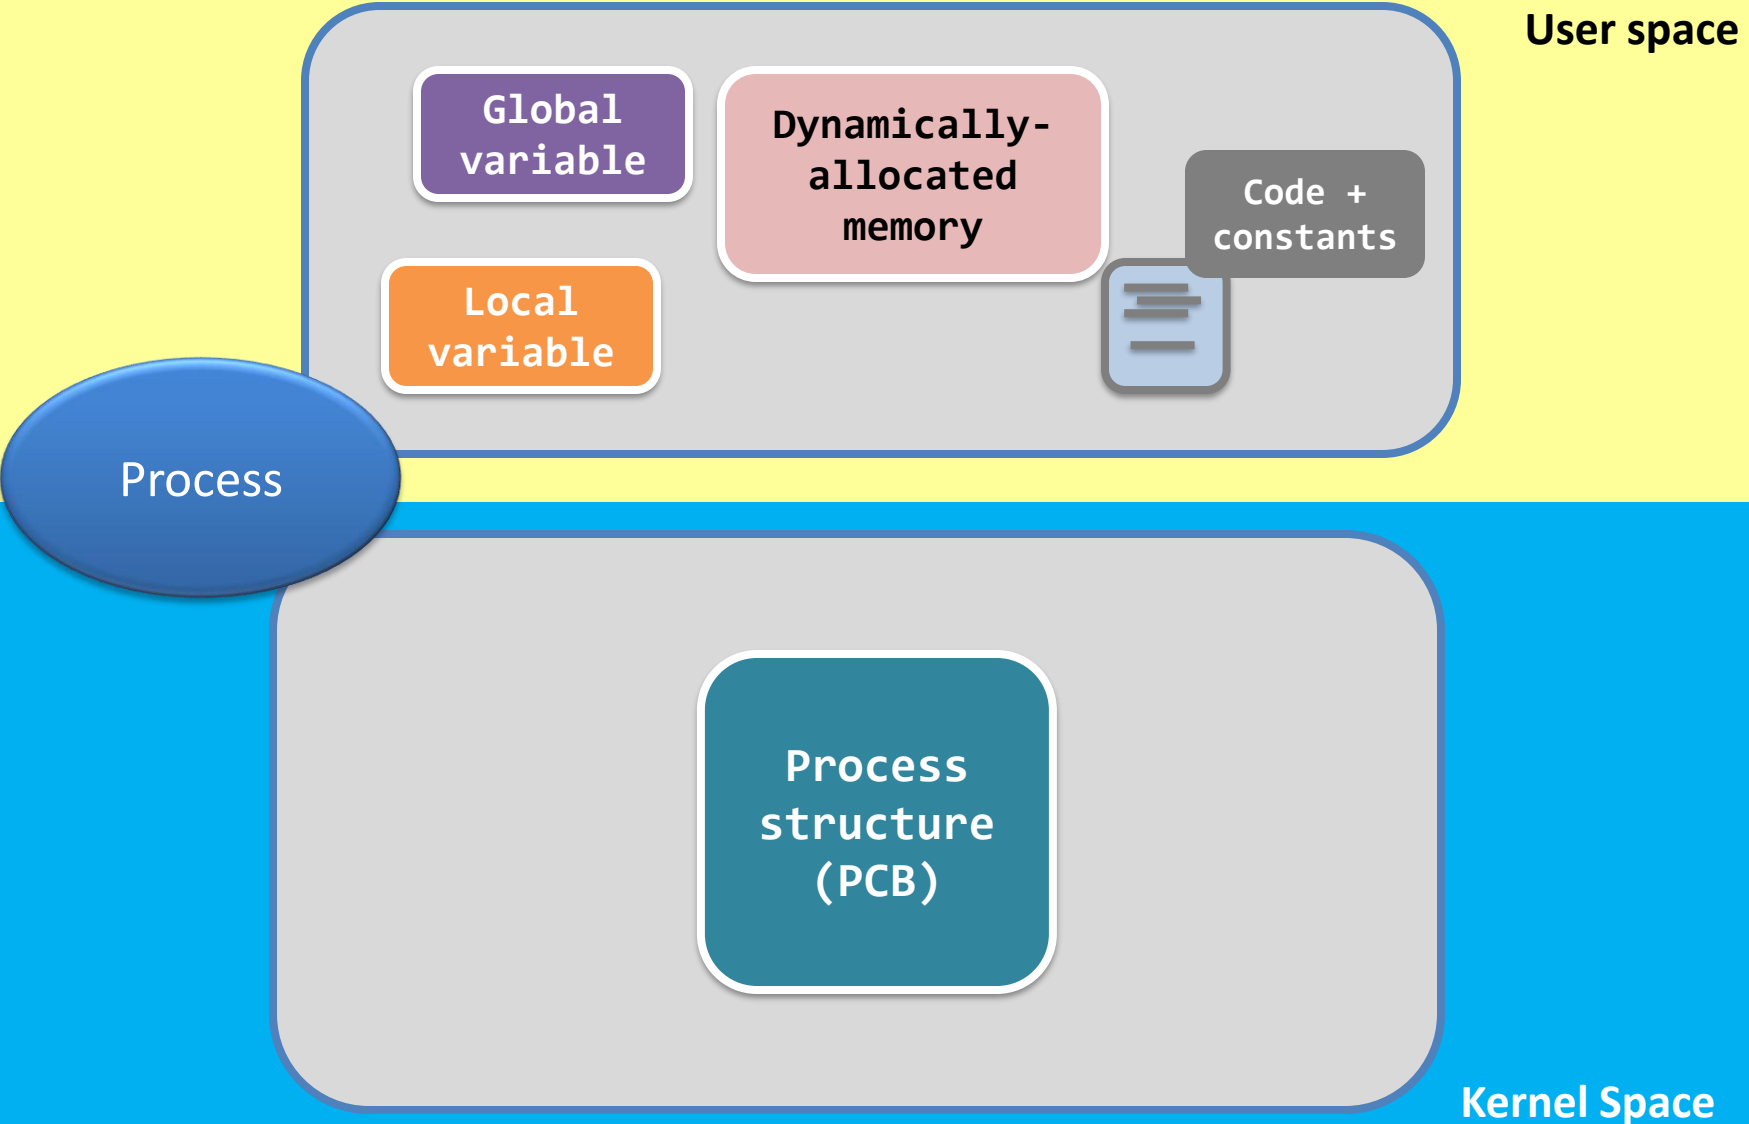 User space
Global
variable
Dynamically-
allocated
memory
Code +
constants
Local
variable
Process
Process
structure
(PCB)
Kernel Space